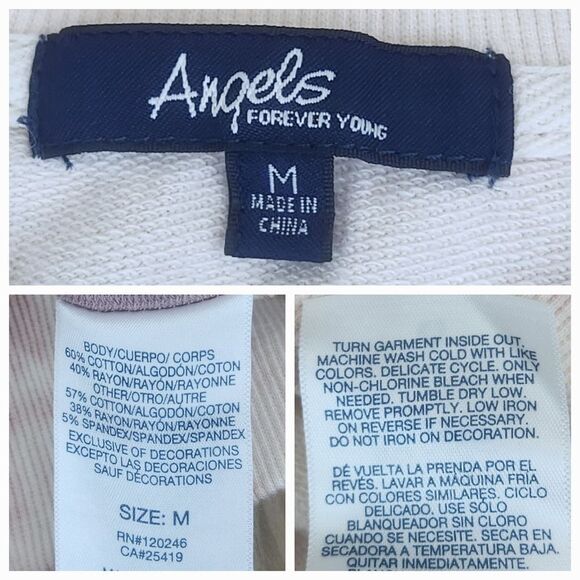 Angels
FOREVER YOUNG
M
MADE IN
CHINA
BODY/CUERPO/ CORPS
60% COTTON/ALGODÓN/COTON
40% RAYON/RAYÓN/RAYONNE
OTHER/OTRO/AUTRE
57% COTTON/ALGODÓN/COTON
38% RAYON/RAYÓN/RAYONNE
5% SPANDEX/SPANDEX/SPANDEX
EXCLUSIVE OF DECORATIONS
EXCEPTO LAS DECORACIONES
SAUF DÉCORATIONS
SIZE: M
RN#120246
CA#25419
TURN GARMENT INSIDE OUT.
MACHINE WASH COLD WITH LIKE
COLORS. DELICATE CYCLE. ONLY
NON-CHLORINE BLEACH WHEN
NEEDED. TUMBLE DRY LOW.
REMOVE PROMPTLY. LOW IRON
ON REVERSE IF NECESSARY.
DO NOT IRON ON DECORATION.
DÉ VUELTA LA PRENDA POR EL
REVÉS. LAVAR A MÁQUINA FRÍA
CON COLORES SIMILARES. CICLO
DELICADO. USE SÓLO
BLANQUEADOR SIN CLORO
CUANDO SE NECESITE. SECAR EN
SECADORA A TEMPERATURA BAJA.
QUITAR INMEDIATAMENTE.